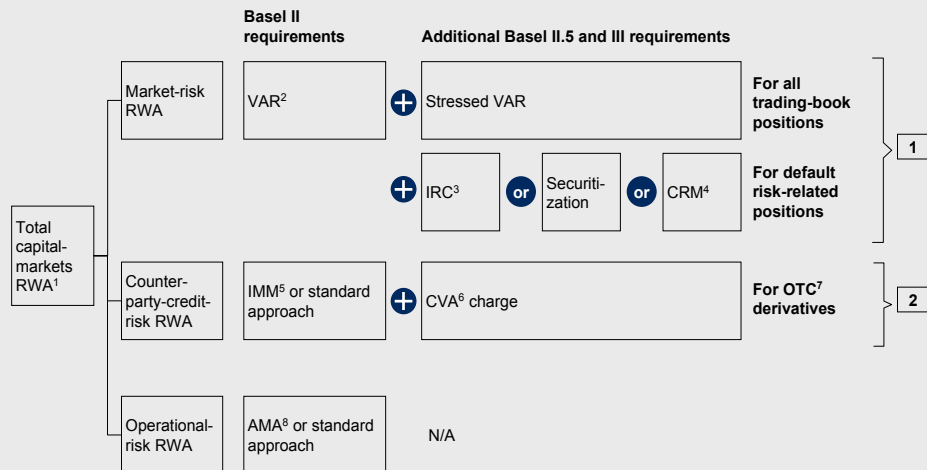 Basel II
requirements
Additional Basel II.5 and III requirements
Market-risk
RWA
VAR²
+
Stressed VAR
For all
trading-book
positions
1
+
IRC³
or
Securiti-
zation
or
CRM⁴
For default
risk-related
positions
Total
capital-
markets
RWA¹
Counter-
party-credit-
risk RWA
IMM⁵ or standard
approach
+
CVA⁶ charge
For OTC⁷
derivatives
2
Operational-
risk RWA
AMA⁸ or standard
approach
N/A